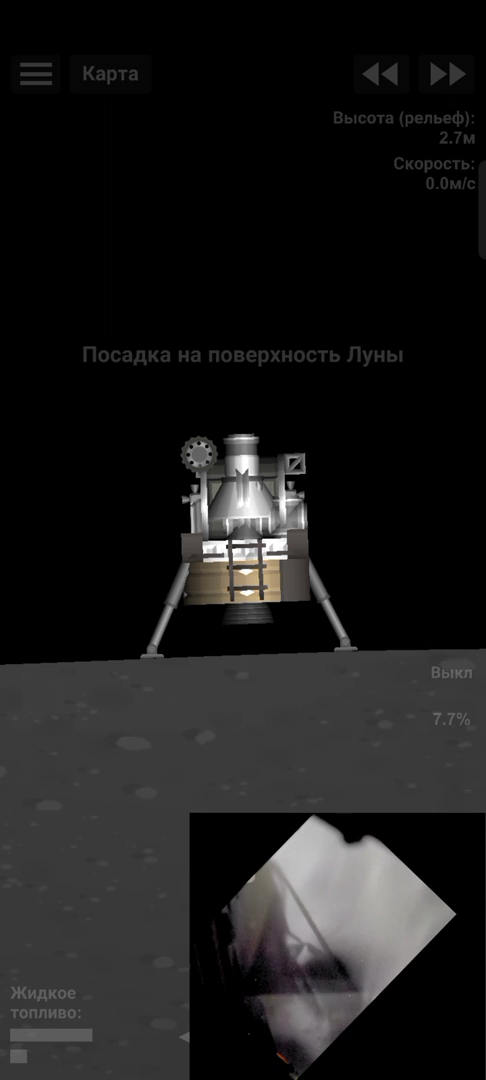 Карта
Высота (рельеф):
2.7м
Скорость:
0.0м/с
Посадка на поверхность Луны
Выкл
7.7%
Жидкое
топливо: